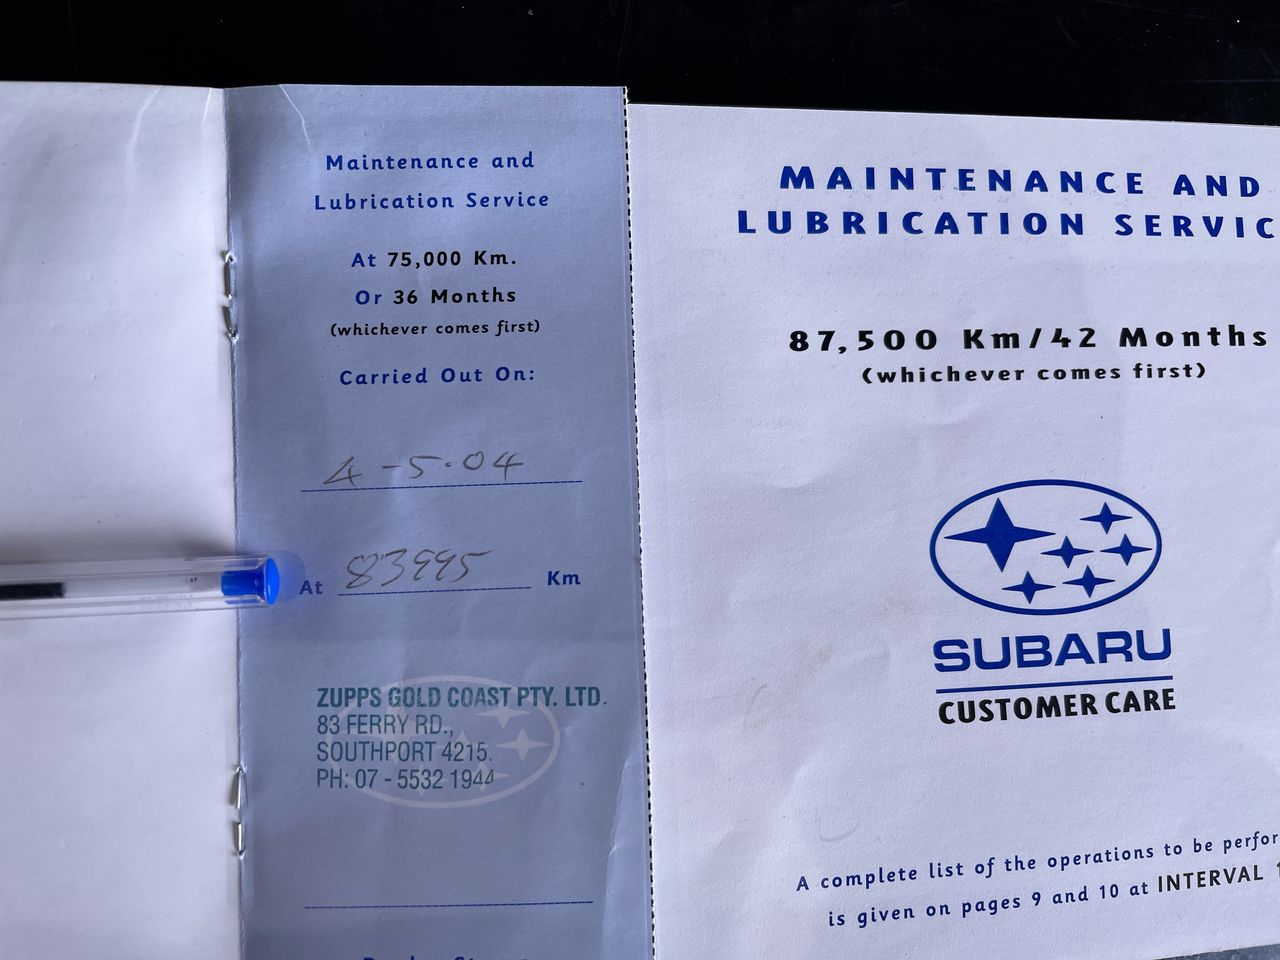 Maintenance and
Lubrication Service
At 75,000 Km.
Or 36 Months
(whichever comes first)
Carried Out On:
4-5·04
At 83995 Km
ZUPPS GOLD COAST PTY. LTD.
83 FERRY RD.,
SOUTHPORT 4215.
PH: 07 - 5532 1944
MAINTENANCE AND
LUBRICATION SERVIC
87,500 Km/42 Months
(whichever comes first)
SUBARU
CUSTOMER CARE
A complete list of the operations to be perfor
is given on pages 9 and 10 at INTERVAL